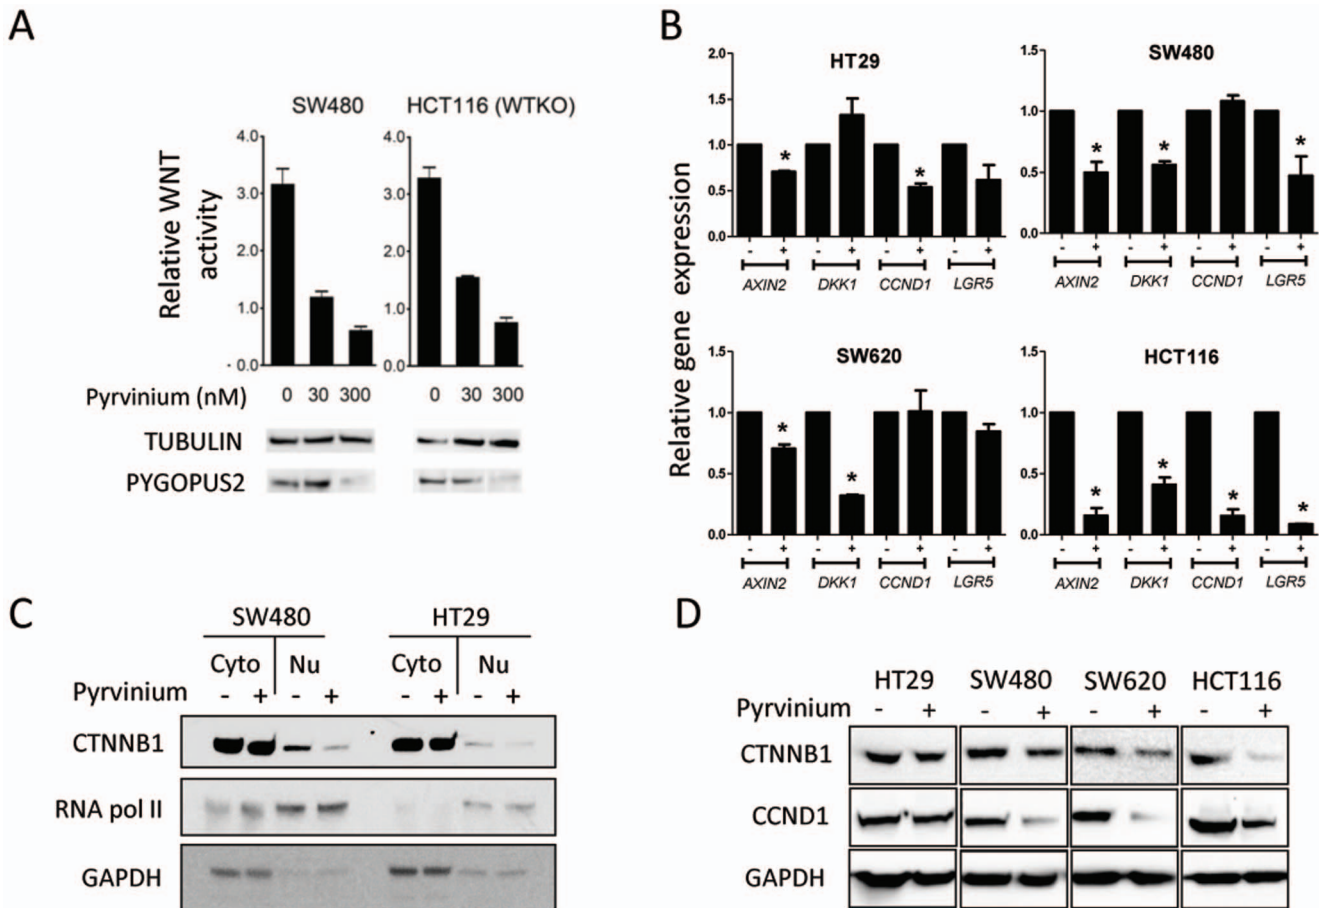 A
SW480 HCT116 (WTKO)
Relative WNT activity
4.0
3.0
2.0
1.0
0.0
4.0
3.0
2.0
1.0
0.0
Pyrvinium (nM) 0 30 300 0 30 300
TUBULIN
PYGOPUS2
B
Relative gene expression
HT29
2.0
1.5
1.0
0.5
0.0
* *
- + - + - + - +
AXIN2 DKK1 CCND1 LGR5
SW480
1.5
1.0
0.5
0.0
* * *
- + - + - + - +
AXIN2 DKK1 CCND1 LGR5
SW620
1.5
1.0
0.5
0.0
* *
- + - + - + - +
AXIN2 DKK1 CCND1 LGR5
HCT116
1.5
1.0
0.5
0.0
* * * *
- + - + - + - +
AXIN2 DKK1 CCND1 LGR5
C
SW480 HT29
Cyto Nu Cyto Nu
Pyrvinium - + - + - + - +
CTNNB1
RNA pol II
GAPDH
D
HT29 SW480 SW620 HCT116
Pyrvinium - + - + - + - +
CTNNB1
CCND1
GAPDH